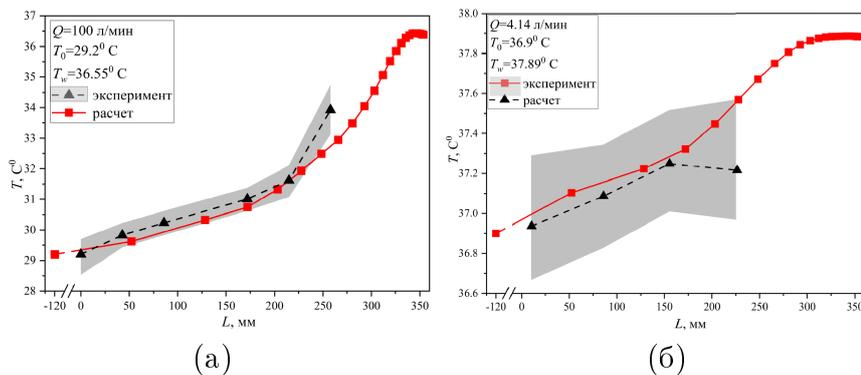 Q=100 л/мин
T0=29.2⁰ C
Tw=36.55⁰ C
эксперимент
расчет
T, C⁰
37
36
35
34
33
32
31
30
29
28
-120 0 50 100 150 200 250 300 350
L, мм
(а)
Q=4.14 л/мин
T0=36.9⁰ C
Tw=37.89⁰ C
эксперимент
расчет
T, C⁰
38.0
37.8
37.6
37.4
37.2
37.0
36.8
36.6
-120 0 50 100 150 200 250 300 350
L, мм
(б)